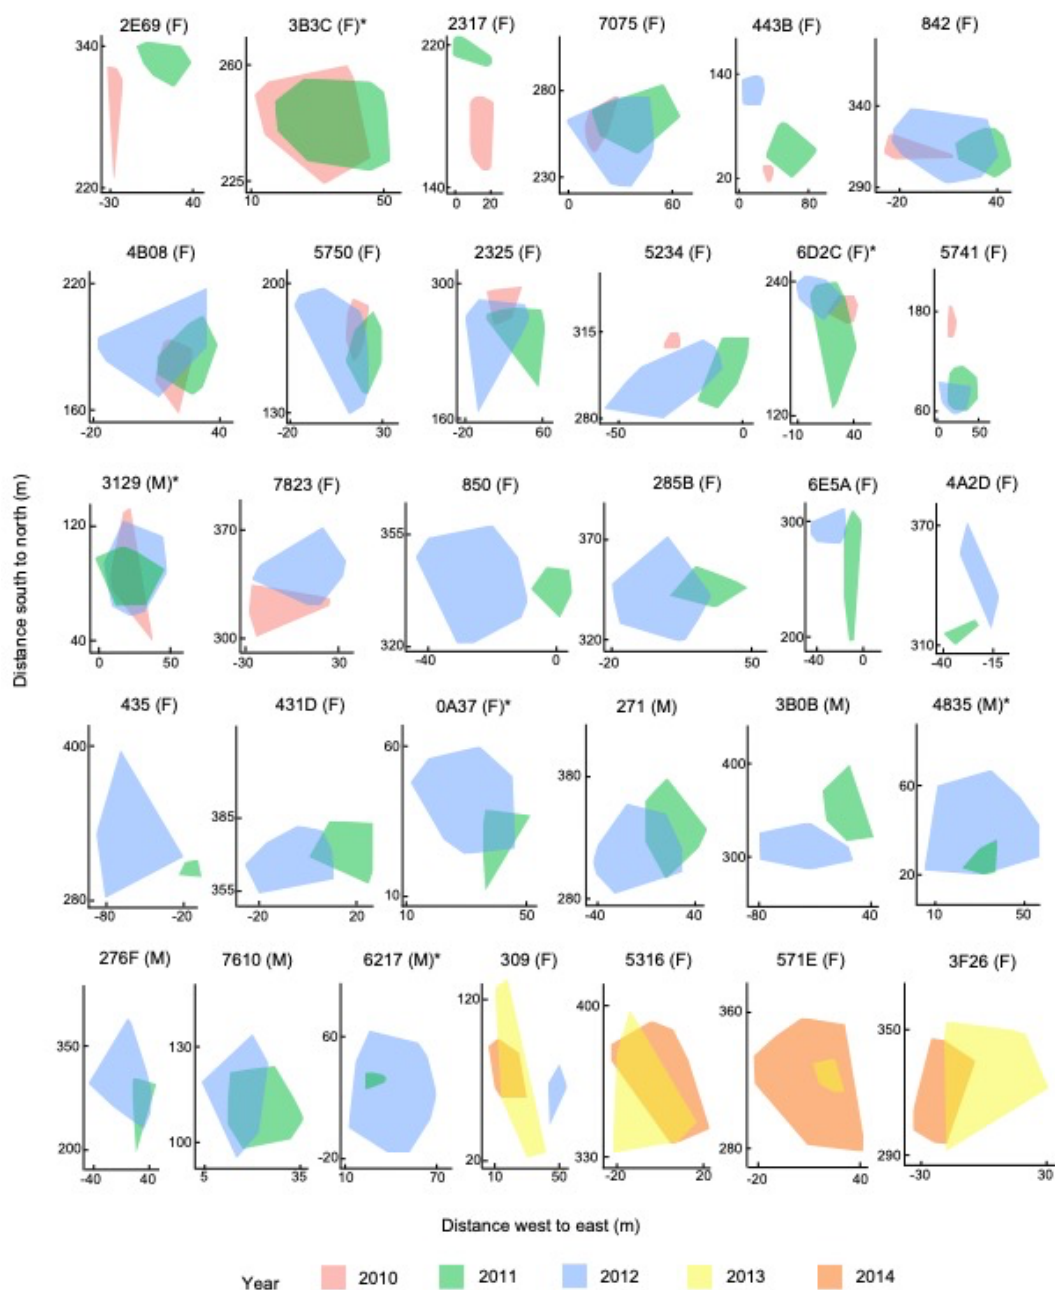 2E69 (F) 3B3C (F)* 2317 (F) 7075 (F) 443B (F) 842 (F)
340 260 220 280 140 340
220 225 140 230 20 290
-30 40 10 50 0 20 0 60 0 80 -20 40
4B08 (F) 5750 (F) 2325 (F) 5234 (F) 6D2C (F)* 5741 (F)
220 200 300 315 240 180
160 130 160 280 120 60
-20 40 -20 30 -20 60 -50 0 -10 40 0 50
3129 (M)* 7823 (F) 850 (F) 285B (F) 6E5A (F) 4A2D (F)
120 370 355 370 300 370
40 300 320 320 200 310
0 50 -30 30 -40 0 -20 50 -40 0 -40 -15
Distance south to north (m)
435 (F) 431D (F) 0A37 (F)* 271 (M) 3B0B (M) 4835 (M)*
400 385 60 380 400 60
280 355 10 280 300 20
-80 -20 -20 20 10 50 -40 40 -80 40 10 50
276F (M) 7610 (M) 6217 (M)* 309 (F) 5316 (F) 571E (F) 3F26 (F)
350 130 60 120 400 360 350
200 100 -20 20 330 280 290
-40 40 5 35 10 70 10 50 -20 20 -20 40 -30 30
Distance west to east (m)
Year 2010 2011 2012 2013 2014